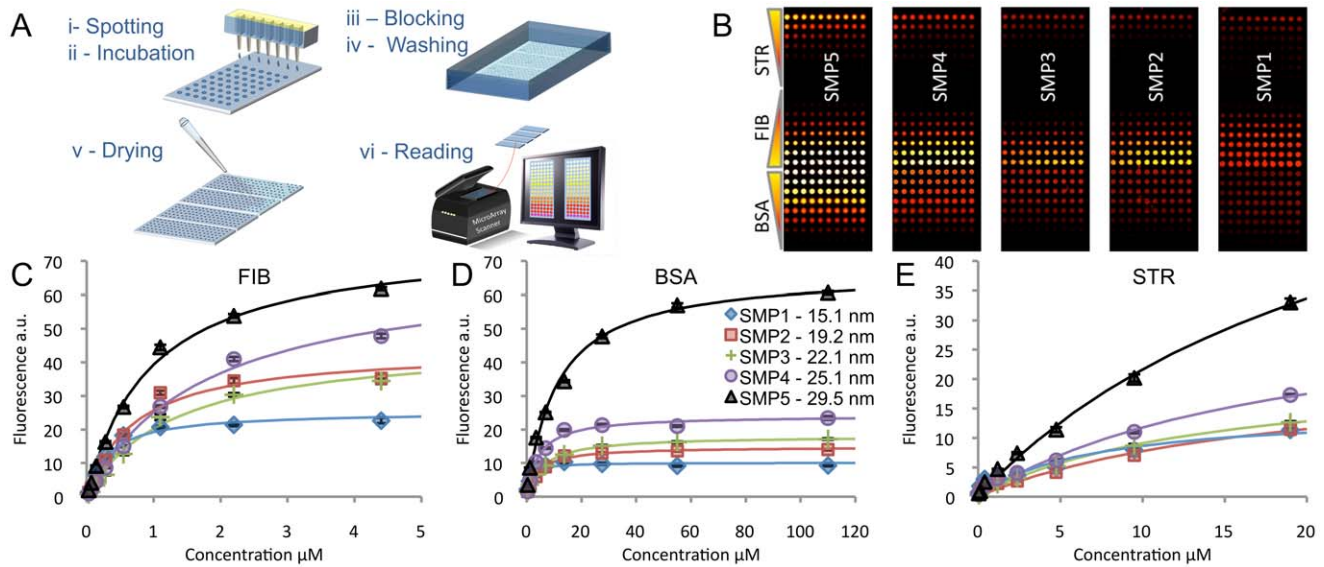 A
i- Spotting
ii - Incubation
iii – Blocking
iv - Washing
v - Drying
vi - Reading
MicroArray
Scanner
B
STR
FIB
BSA
SMP5
SMP4
SMP3
SMP2
SMP1
C
FIB
Fluorescence a.u.
70
60
50
40
30
20
10
0
0 1 2 3 4 5
Concentration µM
D
BSA
Fluorescence a.u.
70
60
50
40
30
20
10
0
SMP1 - 15.1 nm
SMP2 - 19.2 nm
SMP3 - 22.1 nm
SMP4 - 25.1 nm
SMP5 - 29.5 nm
0 20 40 60 80 100 120
Concentration µM
E
STR
Fluorescence a.u.
40
35
30
25
20
15
10
5
0
0 5 10 15 20
Concentration µM